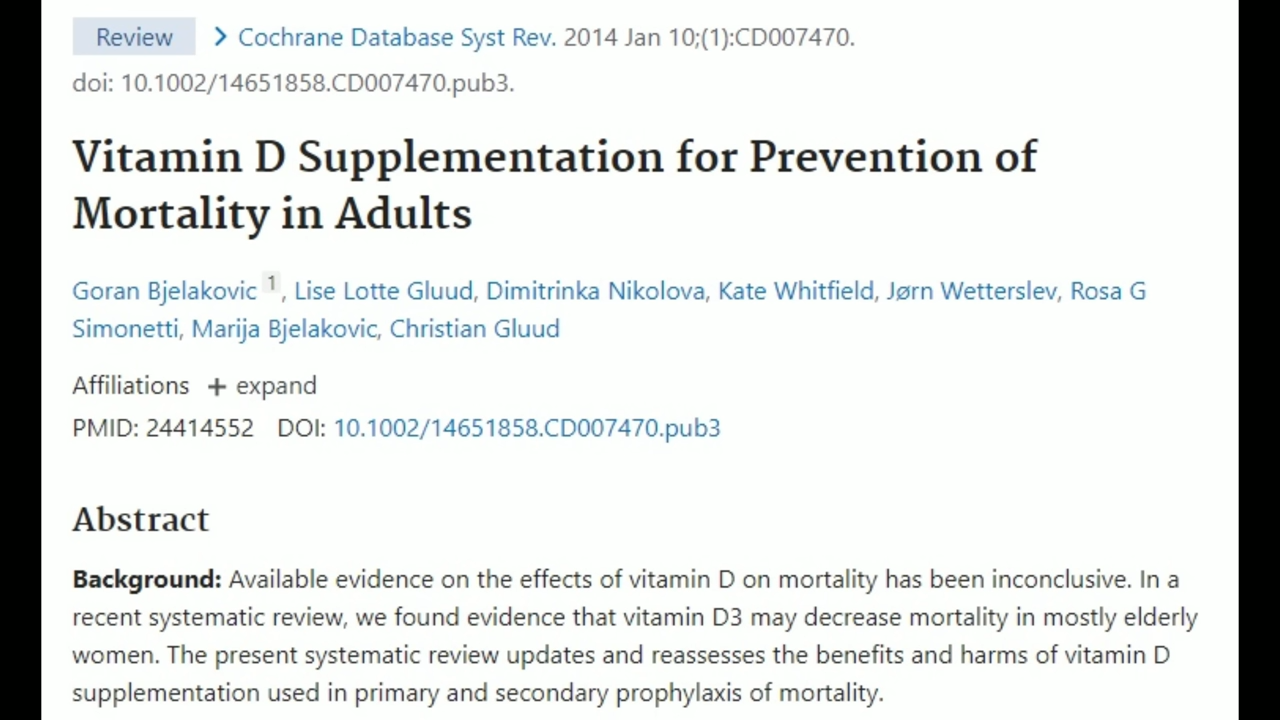 Review > Cochrane Database Syst Rev. 2014 Jan 10;(1):CD007470.
doi: 10.1002/14651858.CD007470.pub3.
Vitamin D Supplementation for Prevention of
Mortality in Adults
Goran Bjelakovic 1, Lise Lotte Gluud, Dimitrinka Nikolova, Kate Whitfield, Jørn Wetterslev, Rosa G
Simonetti, Marija Bjelakovic, Christian Gluud
Affiliations + expand
PMID: 24414552 DOI: 10.1002/14651858.CD007470.pub3
Abstract
Background: Available evidence on the effects of vitamin D on mortality has been inconclusive. In a
recent systematic review, we found evidence that vitamin D3 may decrease mortality in mostly elderly
women. The present systematic review updates and reassesses the benefits and harms of vitamin D
supplementation used in primary and secondary prophylaxis of mortality.